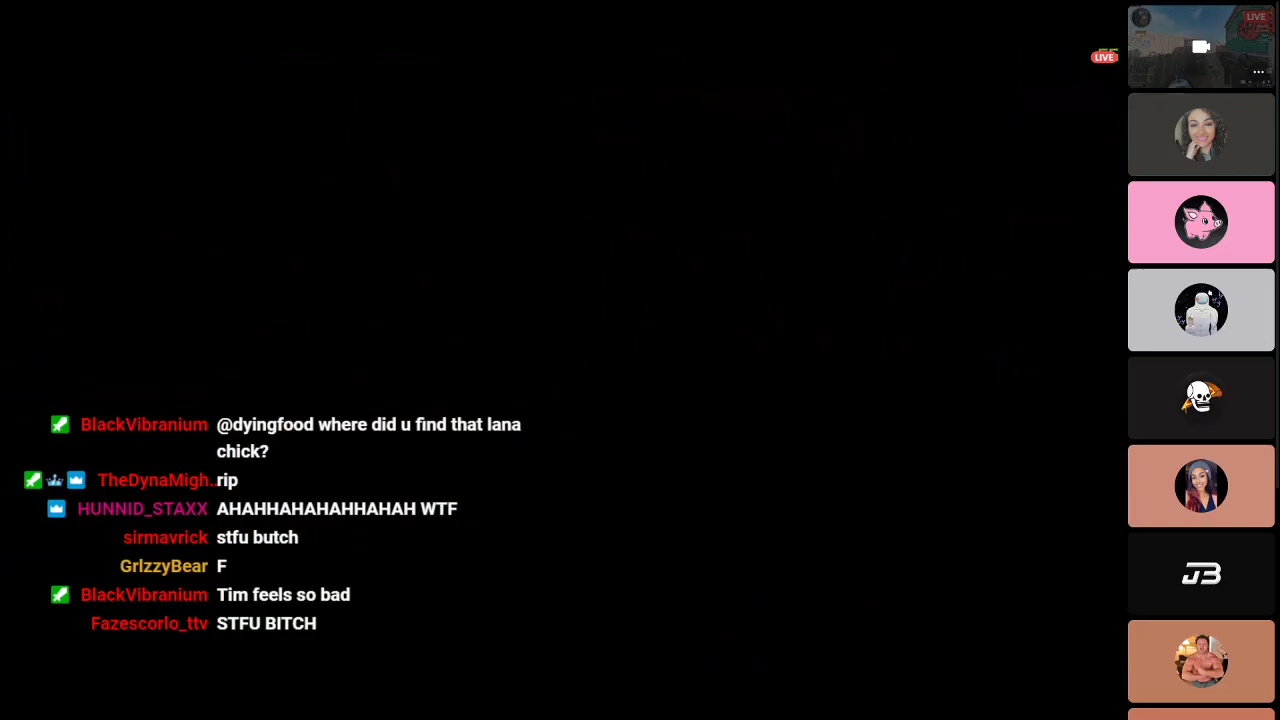 LIVE
LIVE
BlackVibranium @dyingfood where did u find that lana
chick?
TheDynaMigh.. rip
HUNNID_STAXX AHAHHAHAHAHHAHAH WTF
sirmavrick stfu butch
GrIzzyBear F
BlackVibranium Tim feels so bad
Fazescorlo_ttv STFU BITCH
JB